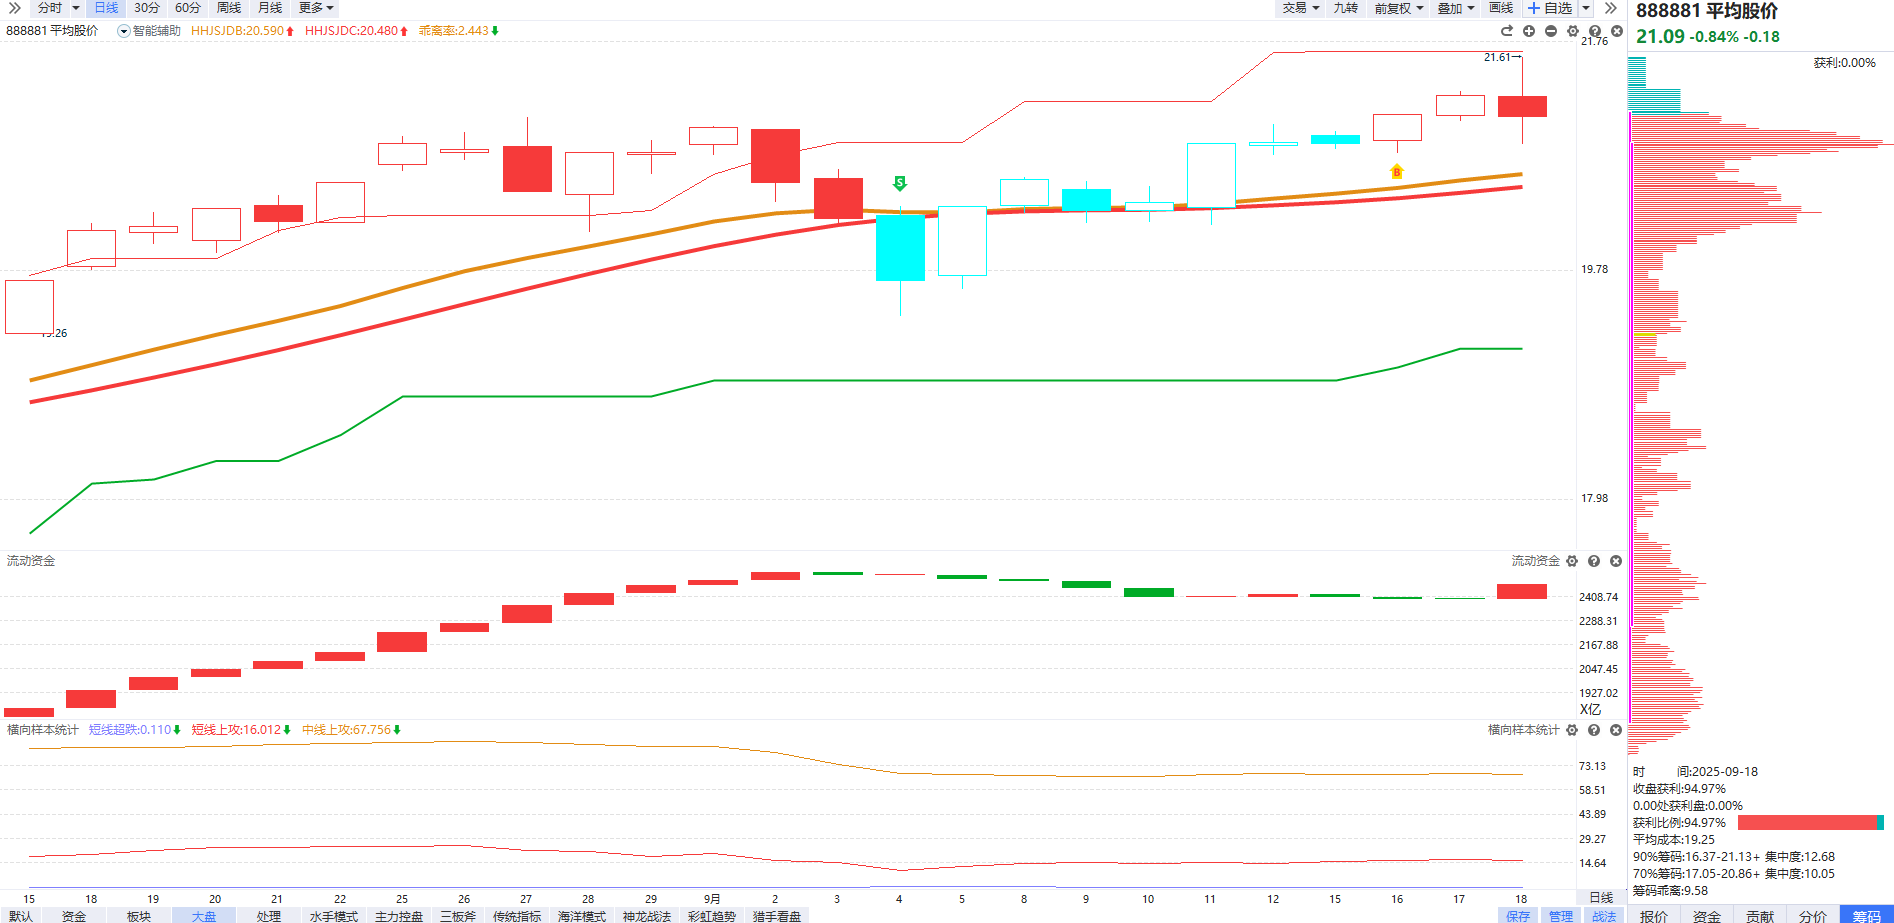 分时 日线 30分 60分 周线 月线 更多 交易 九转 前复权 叠加 画线 +自选
888881 平均股价
21.09 -0.84% -0.18
888881 平均股价 智能辅助 HHJSJDB:20.590 HHJSJDC:20.480 乖离率:2.443
21.76
21.61→
获利:0.00%
S
B
19.78
19.26
17.98
流动资金 流动资金
2408.74
2288.31
2167.88
2047.45
1927.02
X亿
横向样本统计 短线超跌:0.110 短线上攻:16.012 中线上攻:67.756 横向样本统计
73.13
58.51
43.89
29.27
14.64
时 间:2025-09-18
收盘获利:94.97%
0.00处获利盘:0.00%
获利比例:94.97%
平均成本:19.25
90%筹码:16.37-21.13+ 集中度:12.68
70%筹码:17.05-20.86+ 集中度:10.05
筹码乖离:9.58
15 18 19 20 21 22 25 26 27 28 29 9月 2 3 4 5 8 9 10 11 12 15 16 17 18 日线
默认 资金 板块 大盘 处理 水手模式 主力控盘 三板斧 传统指标 海洋模式 神龙战法 彩虹趋势 猎手看盘 保存 管理 战法 报价 资金 贡献 分价 筹码